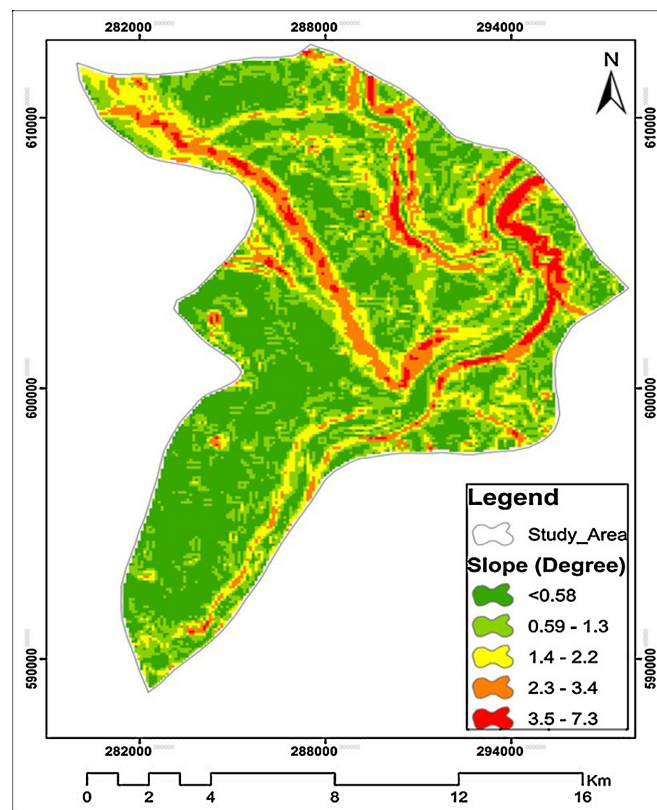 282000 288000 294000
N
610000 610000
600000 600000
Legend
Study_Area
Slope (Degree)
<0.58
0.59 - 1.3
1.4 - 2.2
2.3 - 3.4
3.5 - 7.3
590000 590000
282000 288000 294000
Km
0 2 4 8 12 16